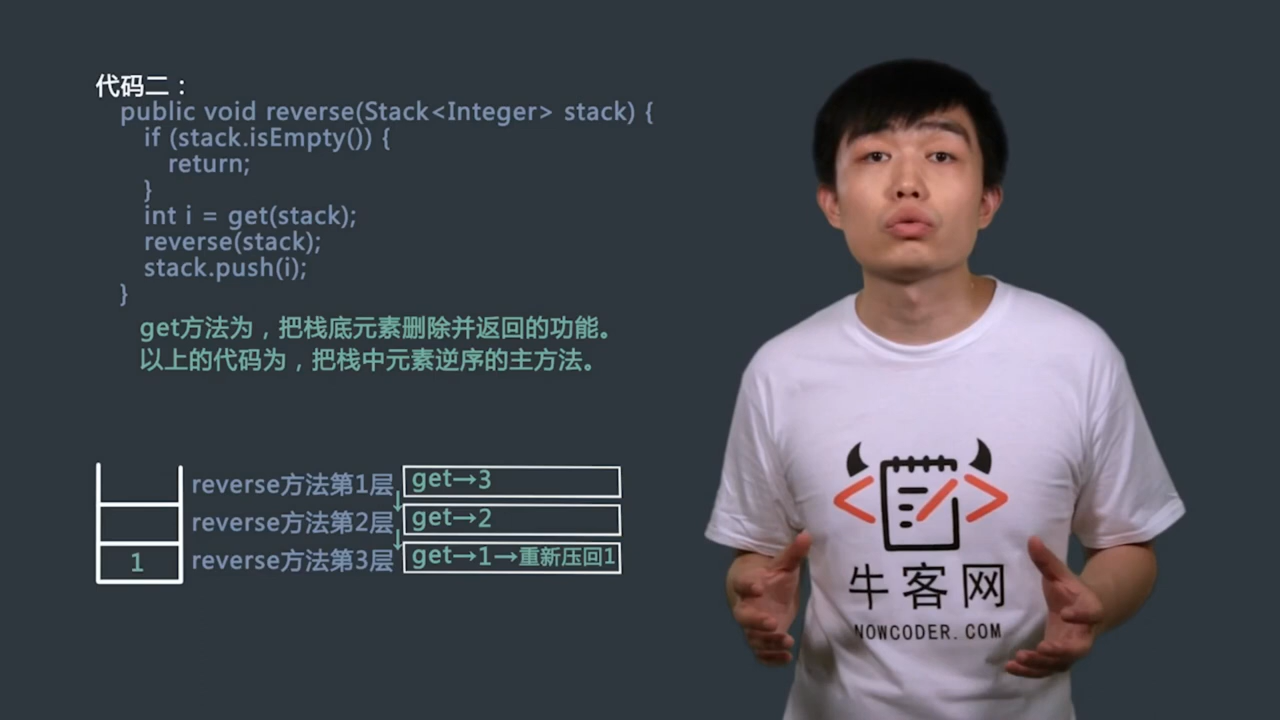 代码二：
public void reverse(Stack<Integer> stack) {
if (stack.isEmpty()) {
return;
}
int i = get(stack);
reverse(stack);
stack.push(i);
}
get方法为，把栈底元素删除并返回的功能。
以上的代码为，把栈中元素逆序的主方法。
reverse方法第1层 get→3
reverse方法第2层 get→2
1 reverse方法第3层 get→1→重新压回1
牛客网
NOWCODER.COM